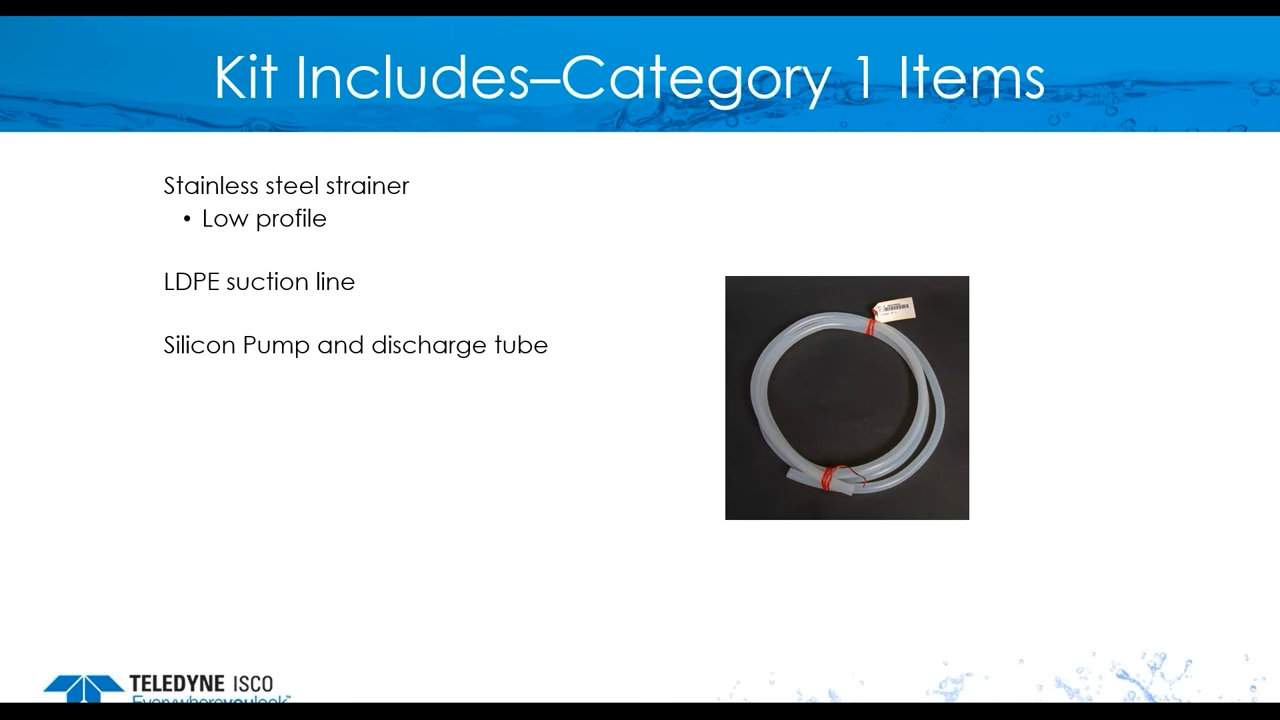 Kit Includes–Category 1 Items
Stainless steel strainer
• Low profile
LDPE suction line
Silicon Pump and discharge tube
TELEDYNE ISCO
Everywhereyoulook™